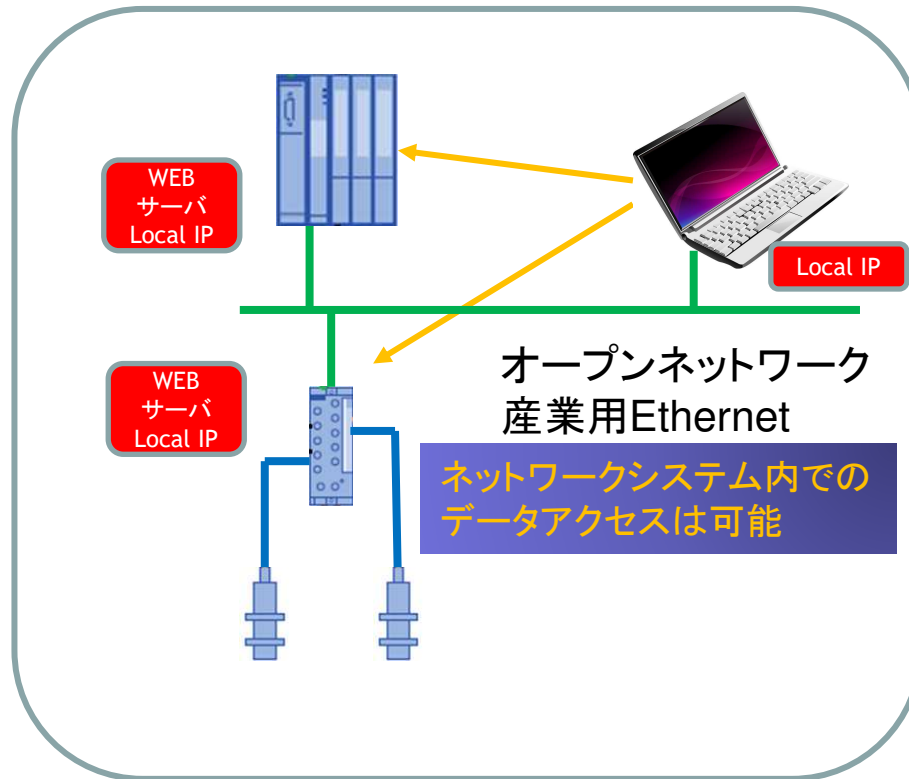 WEB
サーバ
Local IP
Local IP
WEB
サーバ
Local IP
オープンネットワーク
産業用Ethernet
ネットワークシステム内での
データアクセスは可能